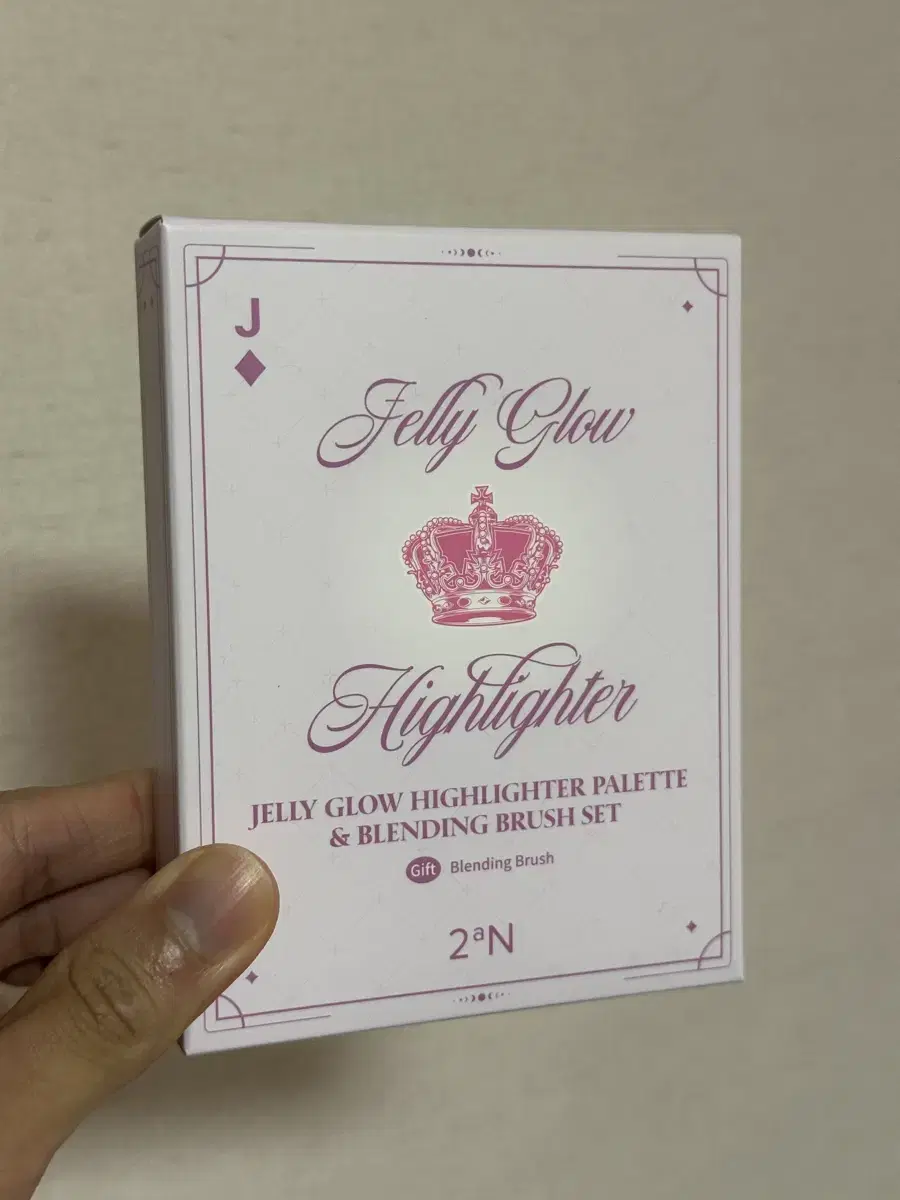 J
Jelly Glow
Highlighter
JELLY GLOW HIGHLIGHTER PALETTE
& BLENDING BRUSH SET
Gift Blending Brush
2aN